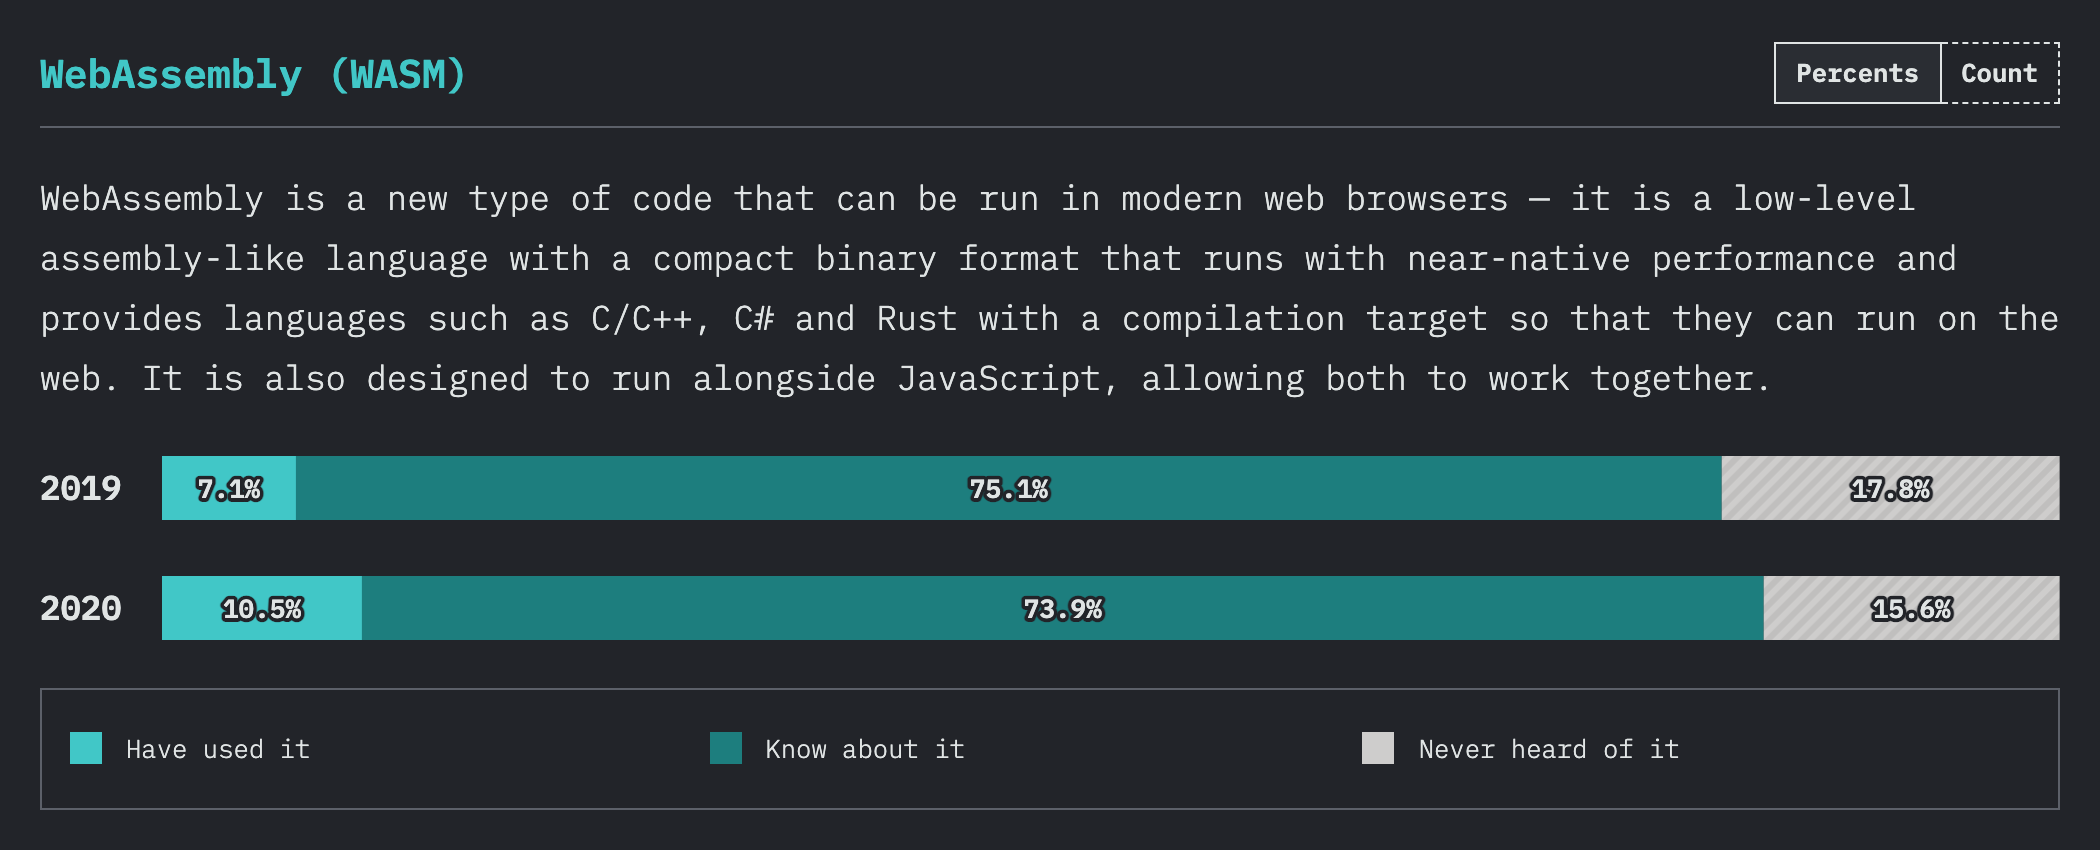 WebAssembly (WASM)
Percents Count
WebAssembly is a new type of code that can be run in modern web browsers — it is a low-level
assembly-like language with a compact binary format that runs with near-native performance and
provides languages such as C/C++, C# and Rust with a compilation target so that they can run on the
web. It is also designed to run alongside JavaScript, allowing both to work together.
2019 7.1% 75.1% 17.8%
2020 10.5% 73.9% 15.6%
Have used it Know about it Never heard of it